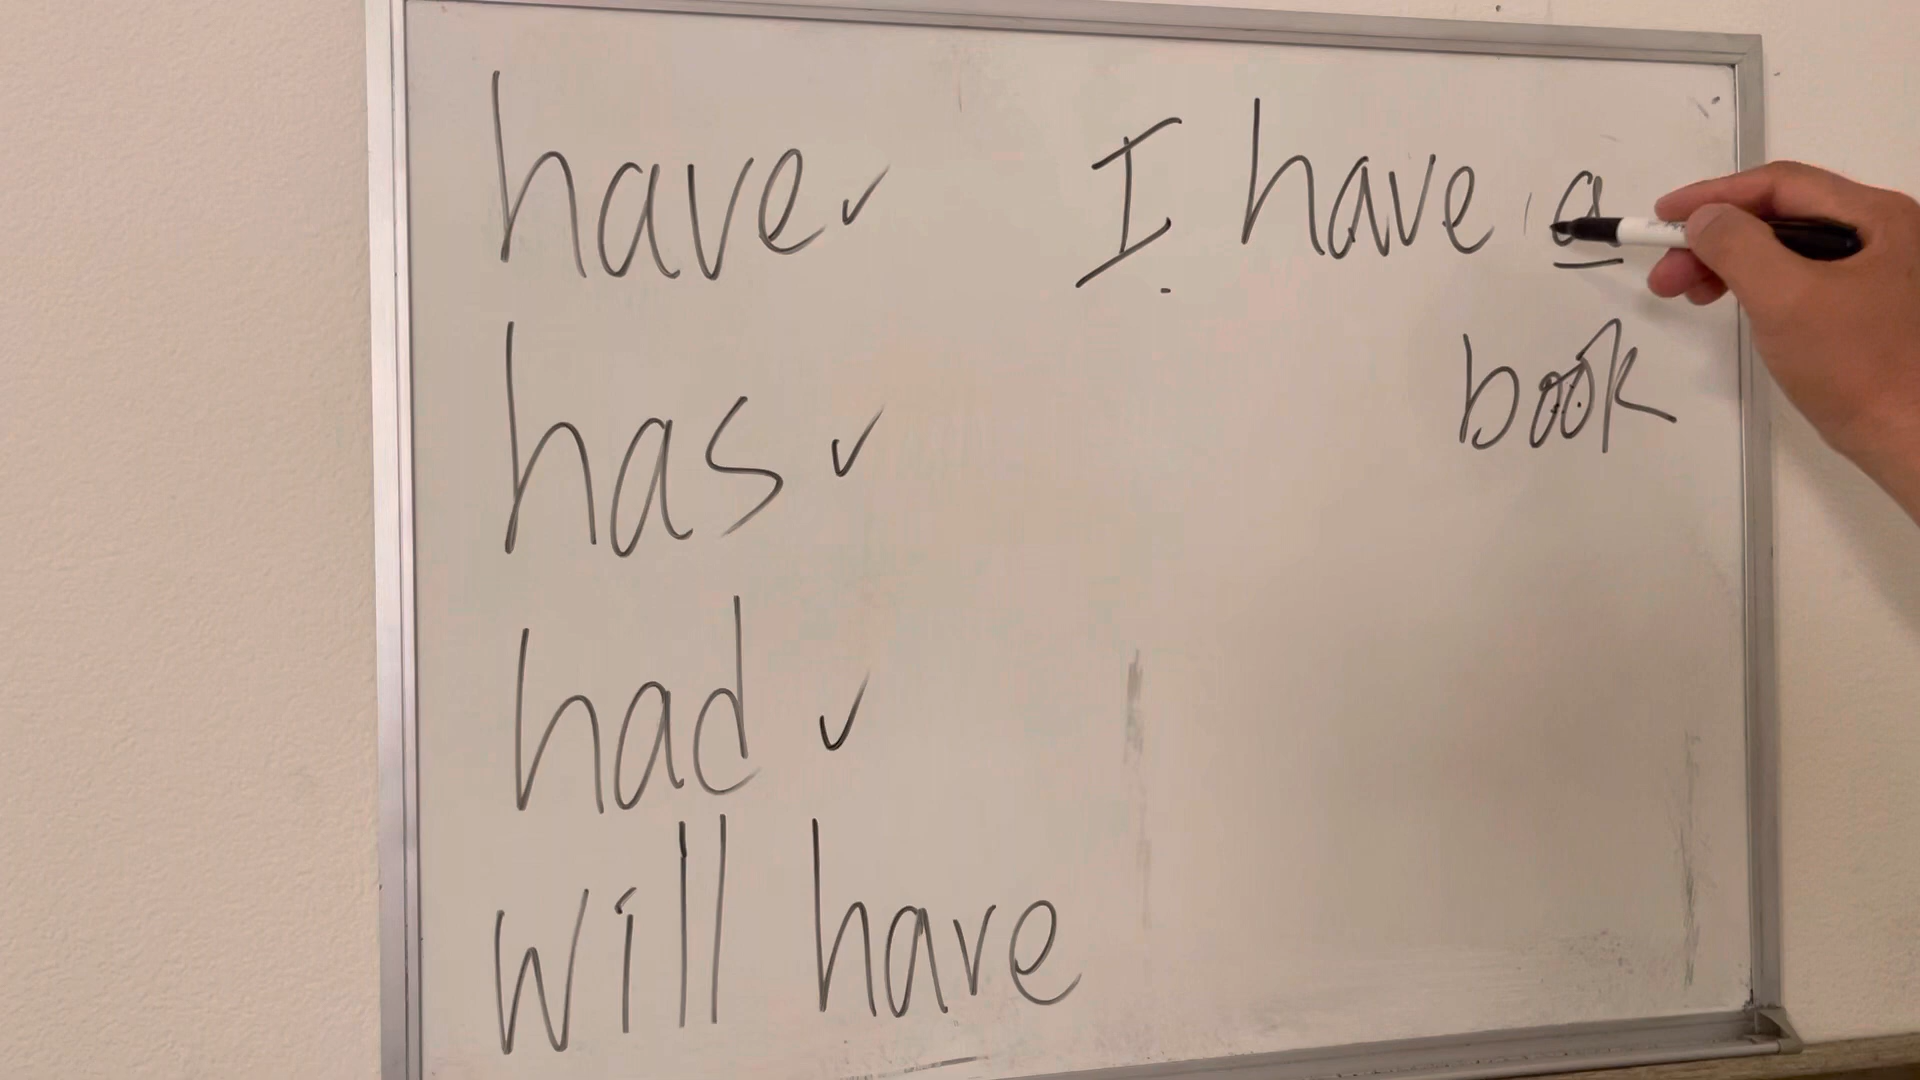 have✓ I have a
book
has ✓
had ✓
will have